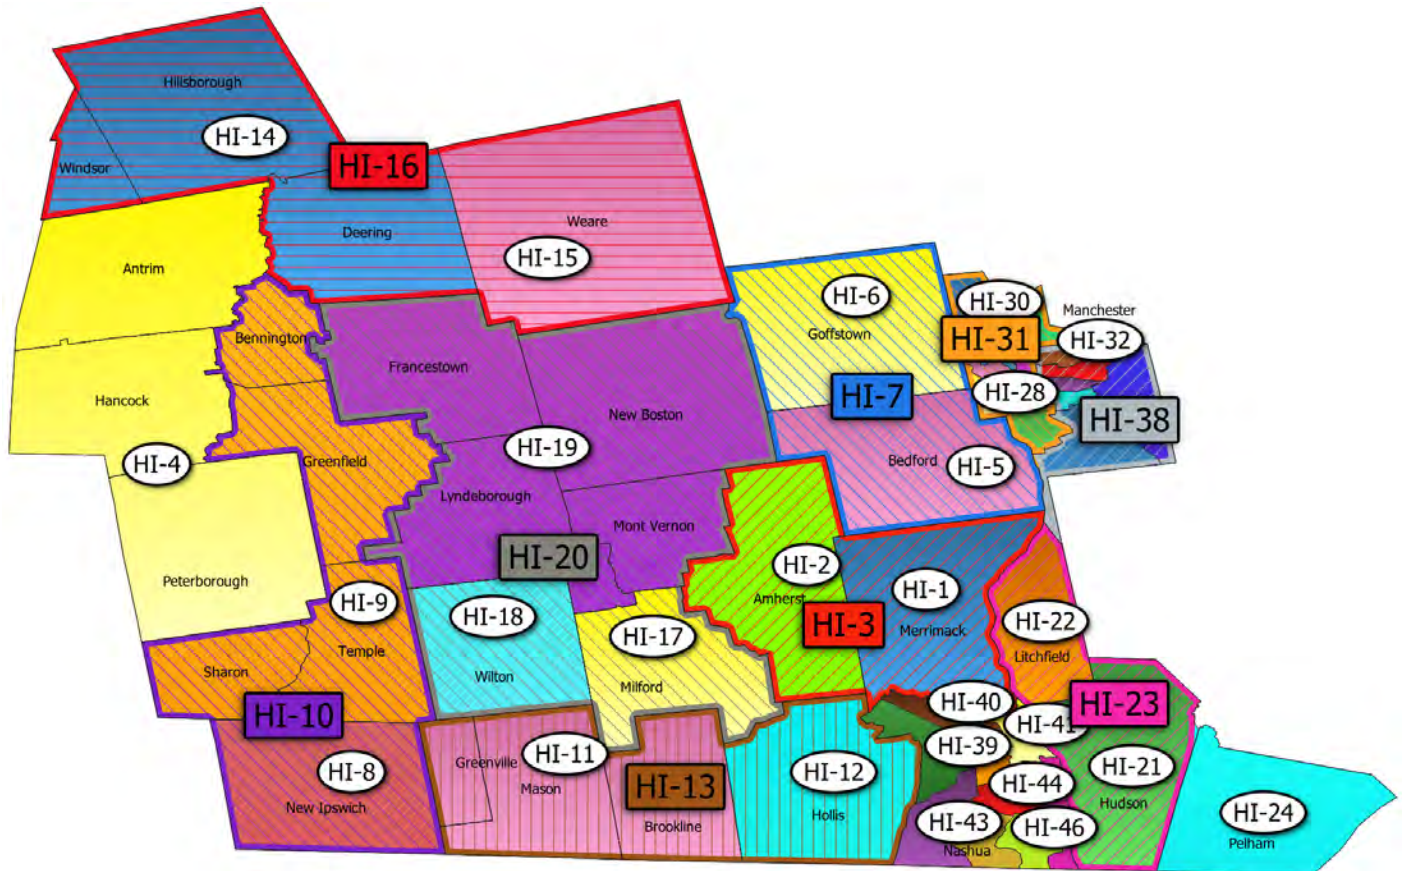 Hillsborough
HI-14
HI-16
Windsor
Weare
Deering
HI-15
Antrim
HI-6
HI-30
Manchester
Goffstown
HI-31
HI-32
Bennington
Francestown
HI-7
HI-28
Hancock
New Boston
HI-38
HI-4
HI-19
Greenfield
Bedford
HI-5
Lyndeborough
Mont Vernon
HI-20
HI-2
Peterborough
HI-9
HI-18
Amherst
HI-1
HI-3
HI-17
Merrimack
HI-22
Litchfield
Sharon
Temple
Wilton
Milford
HI-10
HI-40
HI-41
HI-23
HI-39
Greenville
HI-11
HI-8
HI-12
HI-21
Mason
HI-13
HI-44
New Ipswich
Brookline
Hollis
Hudson
HI-43
HI-46
HI-24
Nashua
Pelham